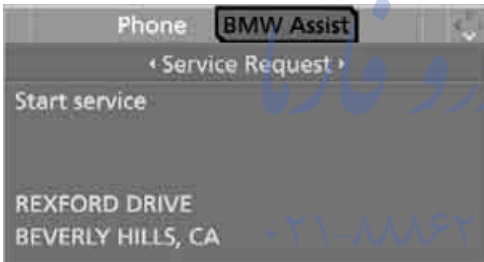 Phone BMW Assist
Service Request
Start service
REXFORD DRIVE
BEVERLY HILLS, CA